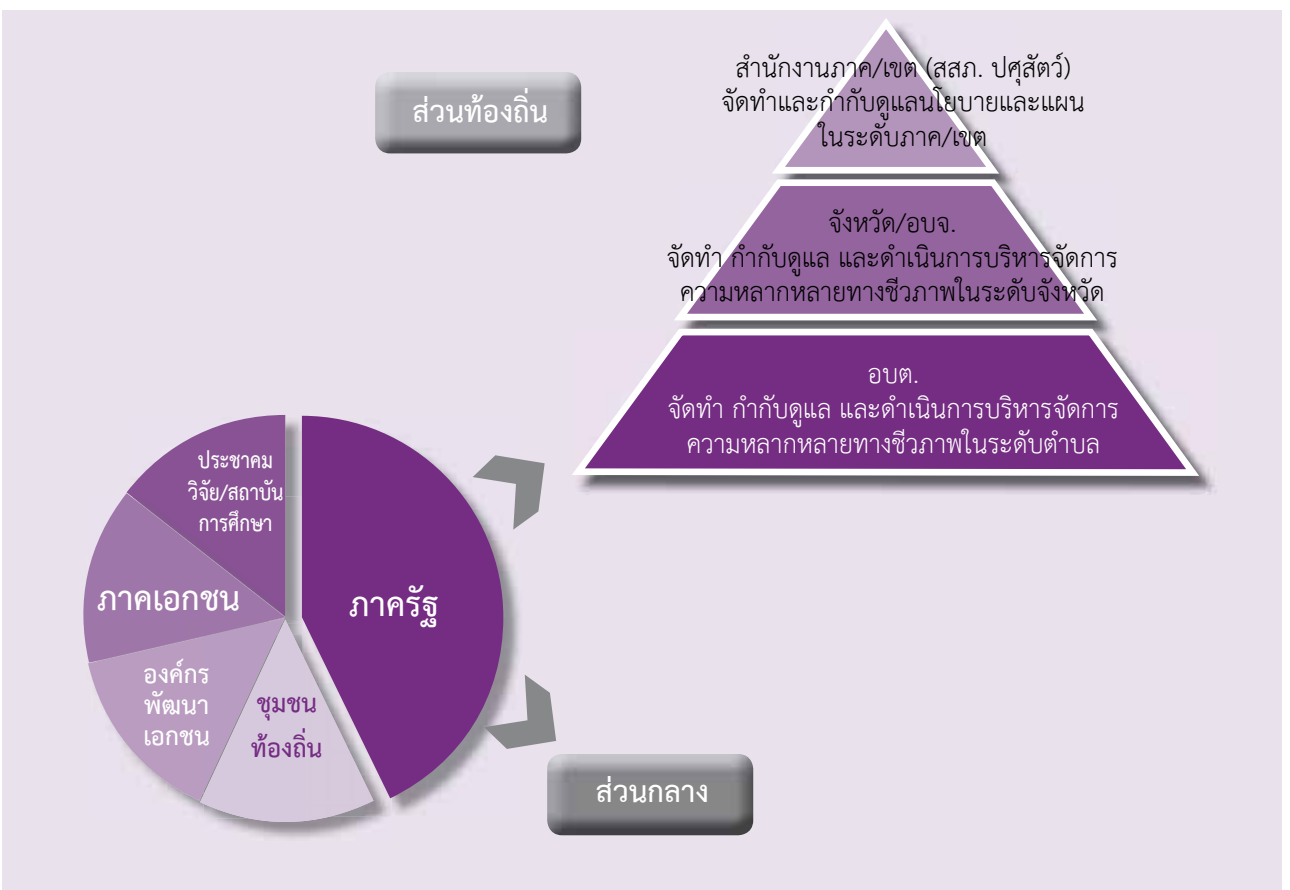 ส่วนท้องถิ่น
สำนักงานภาค/เขต (สสภ. ปศุสัตว์)
จัดทำและกำกับดูแลนโยบายและแผน
ในระดับภาค/เขต
จังหวัด/อบจ.
จัดทำ กำกับดูแล และดำเนินการบริหารจัดการ
ความหลากหลายทางชีวภาพในระดับจังหวัด
อบต.
จัดทำ กำกับดูแล และดำเนินการบริหารจัดการ
ความหลากหลายทางชีวภาพในระดับตำบล
ประชาคม
วิจัย/สถาบัน
การศึกษา
ภาคเอกชน
ภาครัฐ
องค์กร
พัฒนา
เอกชน
ชุมชน
ท้องถิ่น
ส่วนกลาง